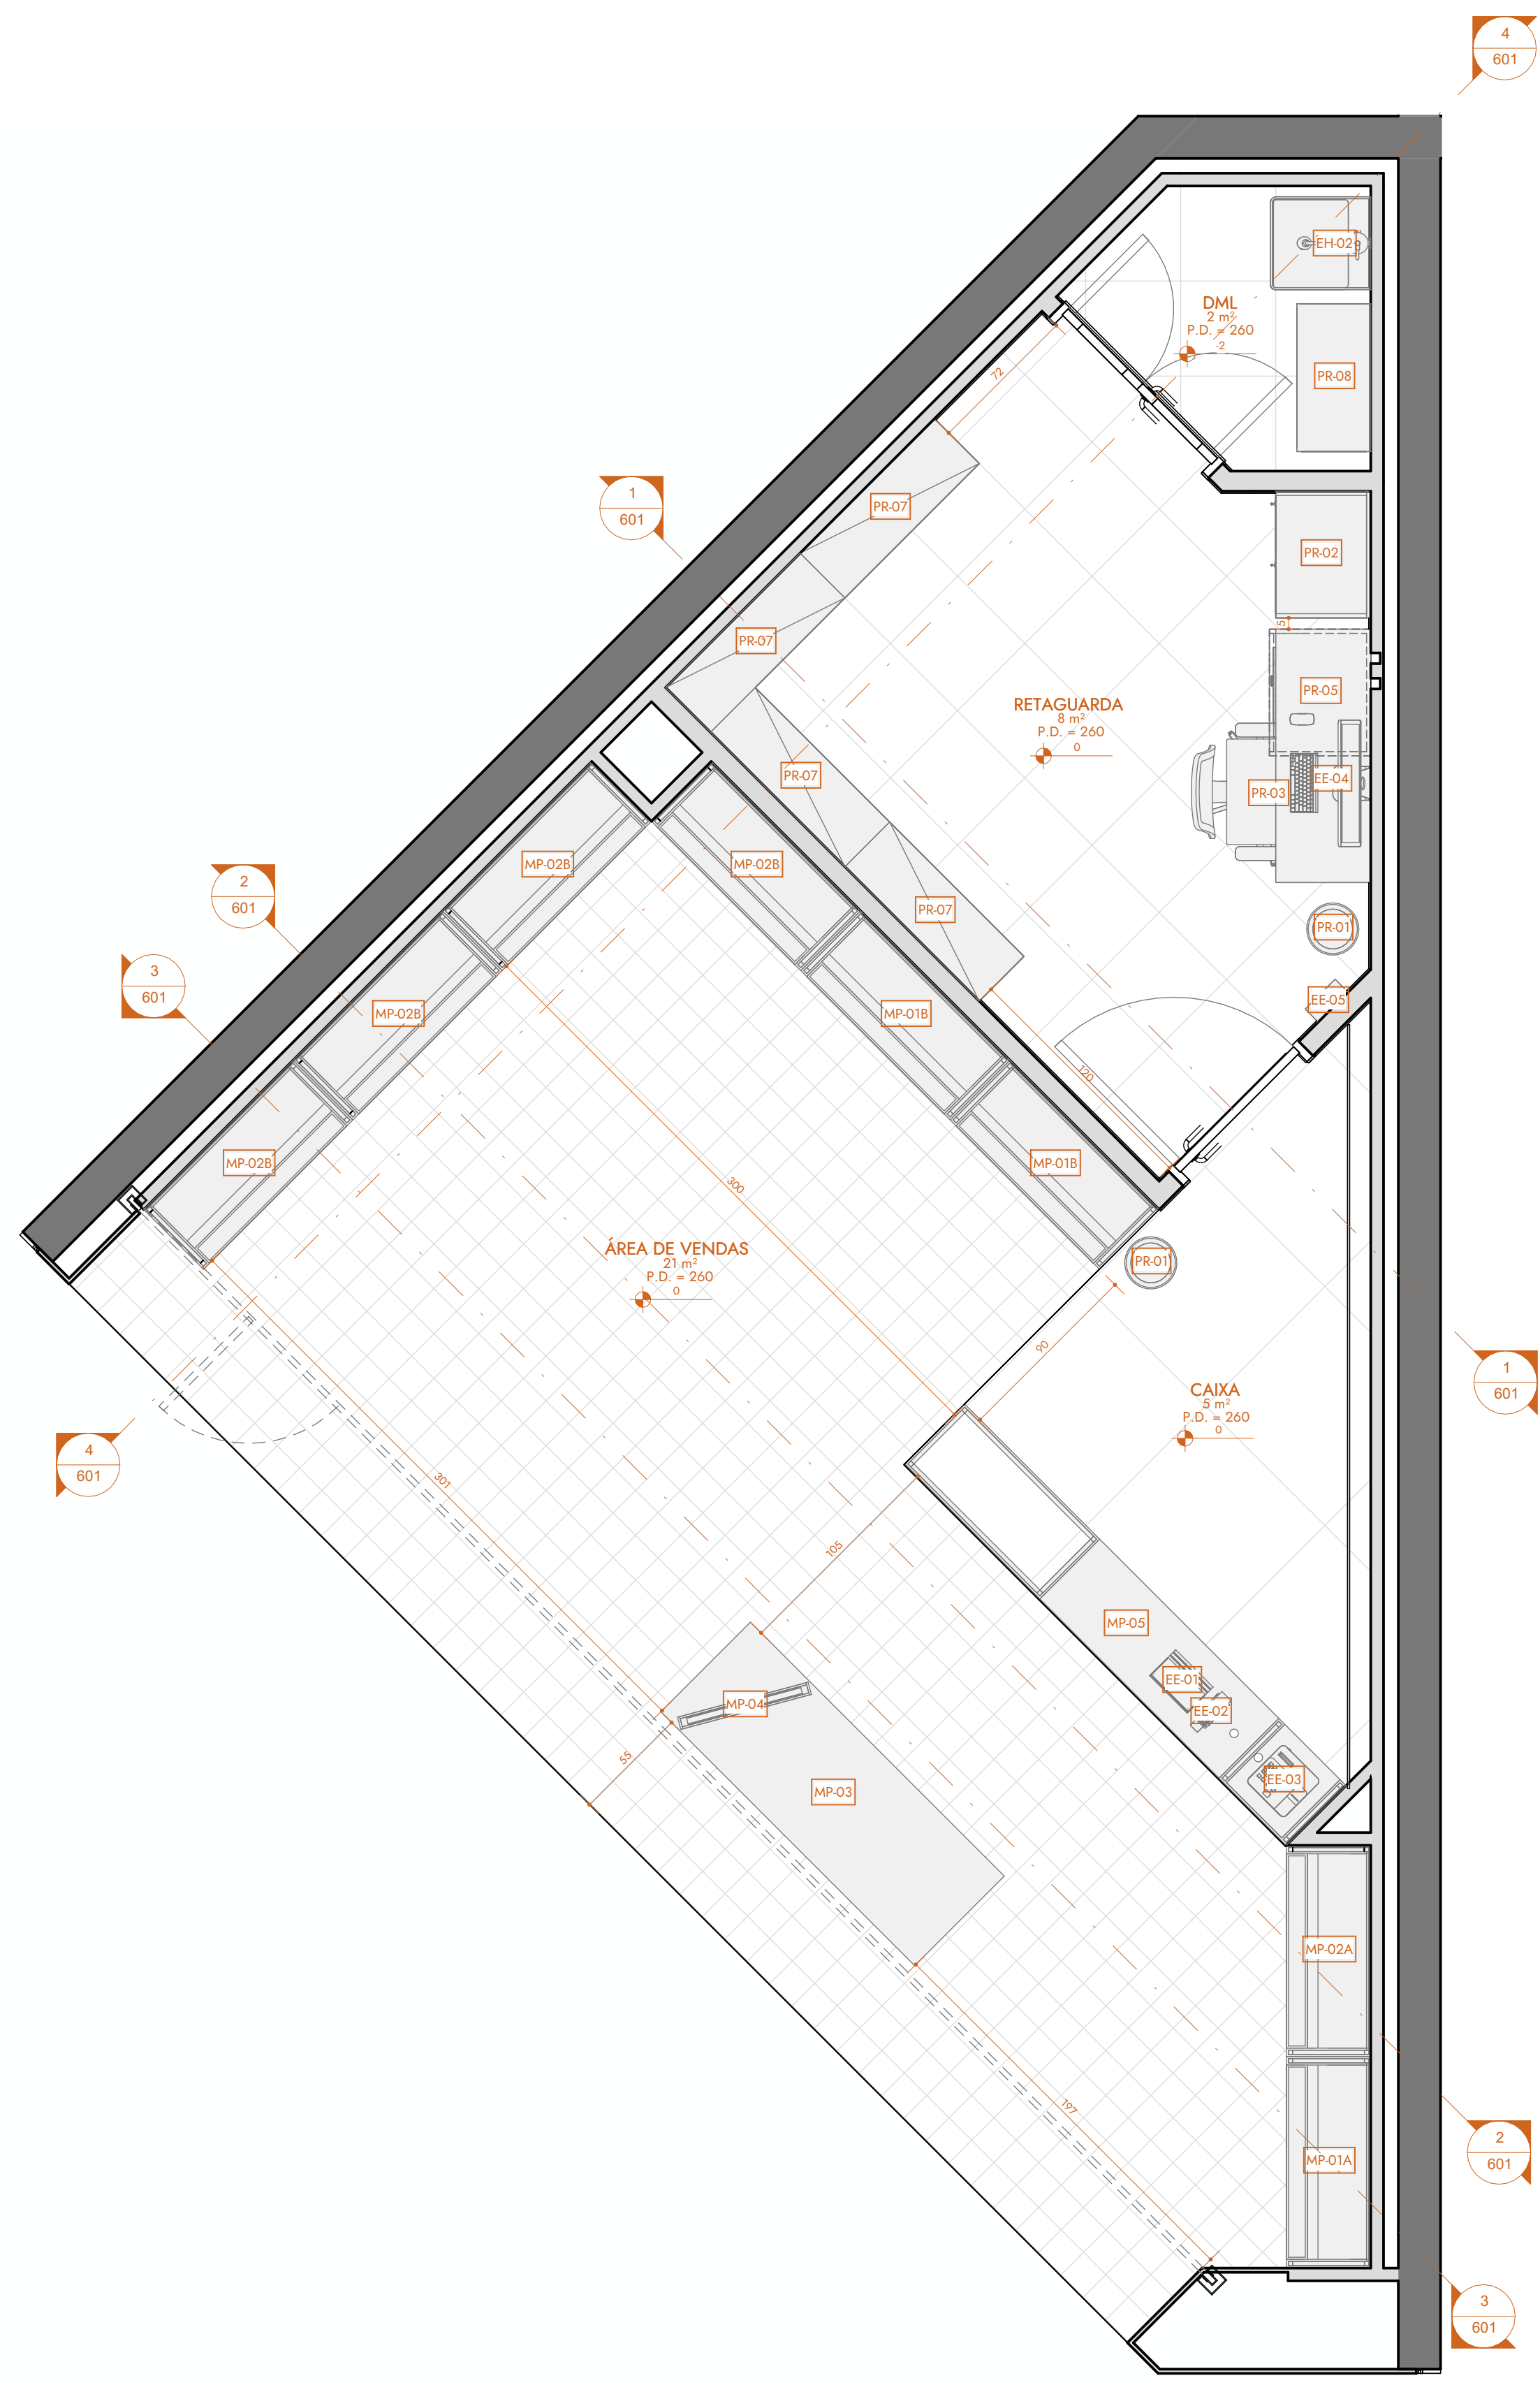 4
601
EH-02
DML
2 m²
P.D. = 260
-2
PR-08
72
1
601
PR-07
PR-02
5
PR-07
PR-05
RETAGUARDA
8 m²
P.D. = 260
0
PR-07
EE-04
PR-03
MP-02B
MP-02B
2
601
PR-07
PR-01
3
601
MP-02B
MP-01B
EE-05
120
MP-02B
MP-01B
300
ÁREA DE VENDAS
21 m²
P.D. = 260
0
PR-01
90
1
601
CAIXA
5 m²
P.D. = 260
0
4
601
301
105
MP-05
EE-01
MP-04
EE-02
55
EE-03
MP-03
MP-02A
197
2
601
MP-01A
3
601